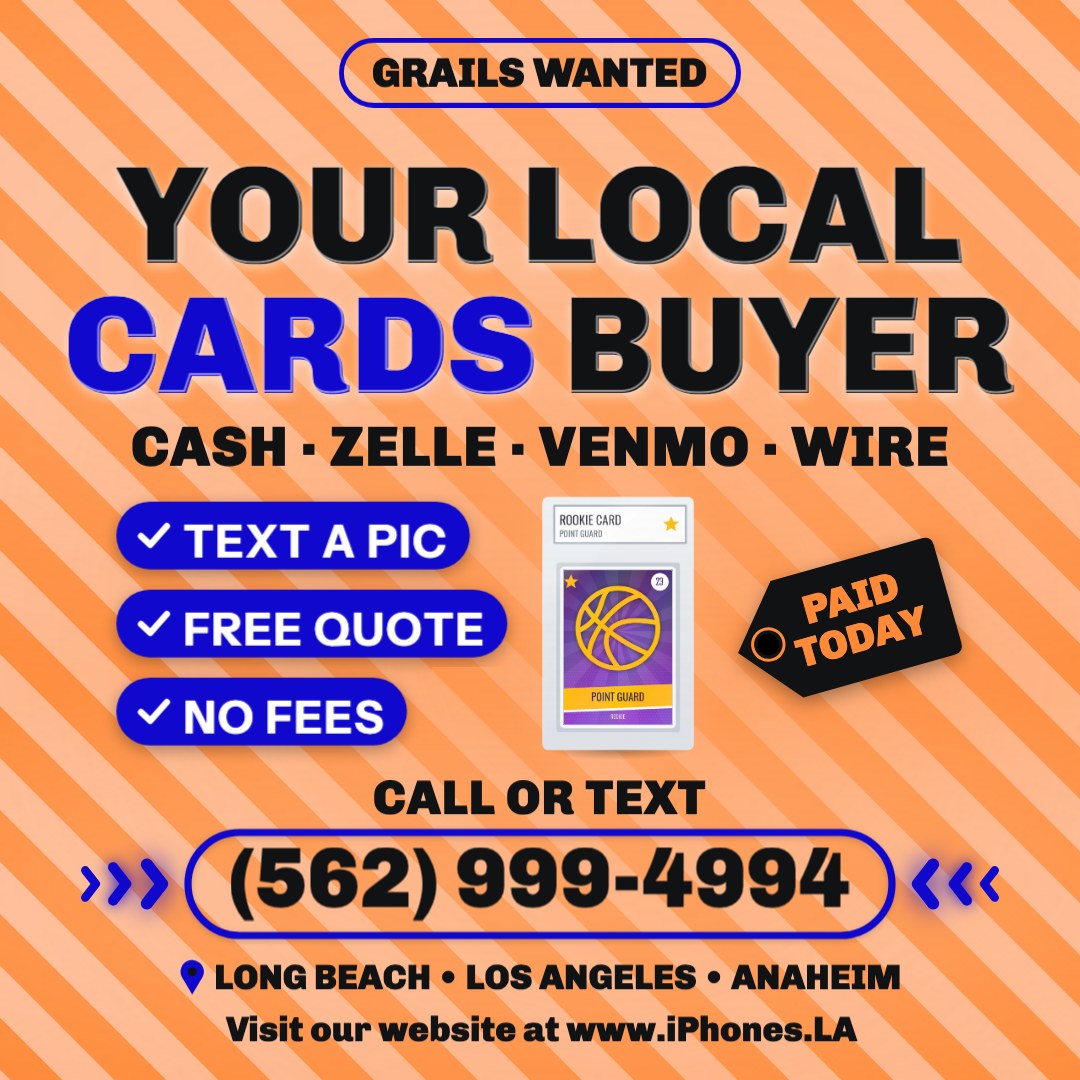 GRAILS WANTED
YOUR LOCAL
CARDS BUYER
CASH · ZELLE · VENMO · WIRE
TEXT A PIC
FREE QUOTE
NO FEES
ROOKIE CARD
POINT GUARD
23
POINT GUARD
ROOKIE
PAID
TODAY
CALL OR TEXT
(562) 999-4994
LONG BEACH • LOS ANGELES • ANAHEIM
Visit our website at www.iPhones.LA